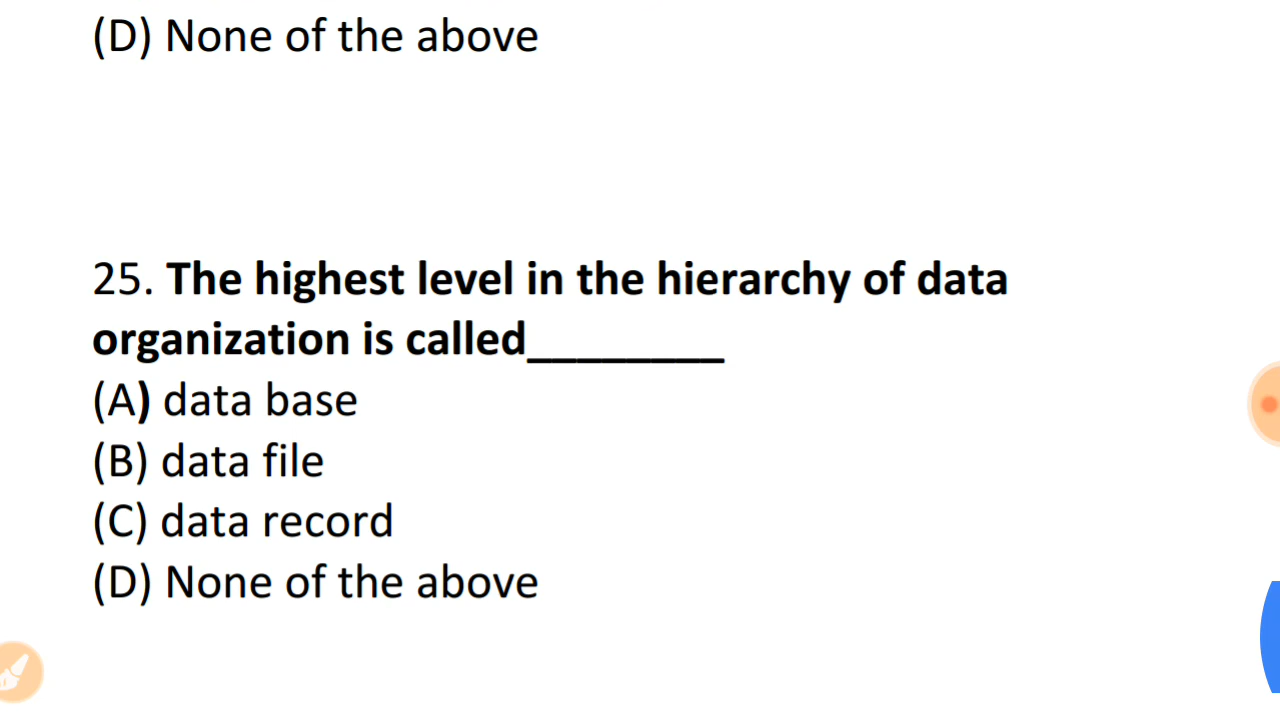 (D) None of the above
25. The highest level in the hierarchy of data
organization is called________
(A) data base
(B) data file
(C) data record
(D) None of the above